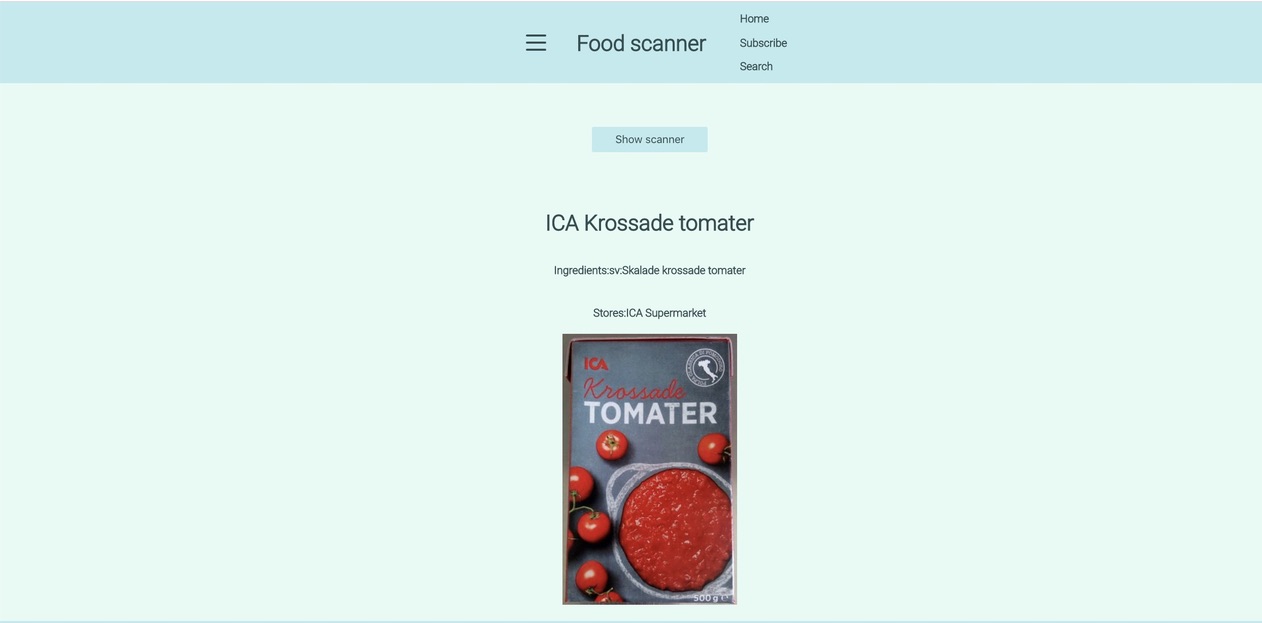 Home
Food scanner
Subscribe
Search
Show scanner
ICA Krossade tomater
Ingredients:sv:Skalade krossade tomater
Stores:ICA Supermarket
ICA
Krossade
TOMATER
500 g e